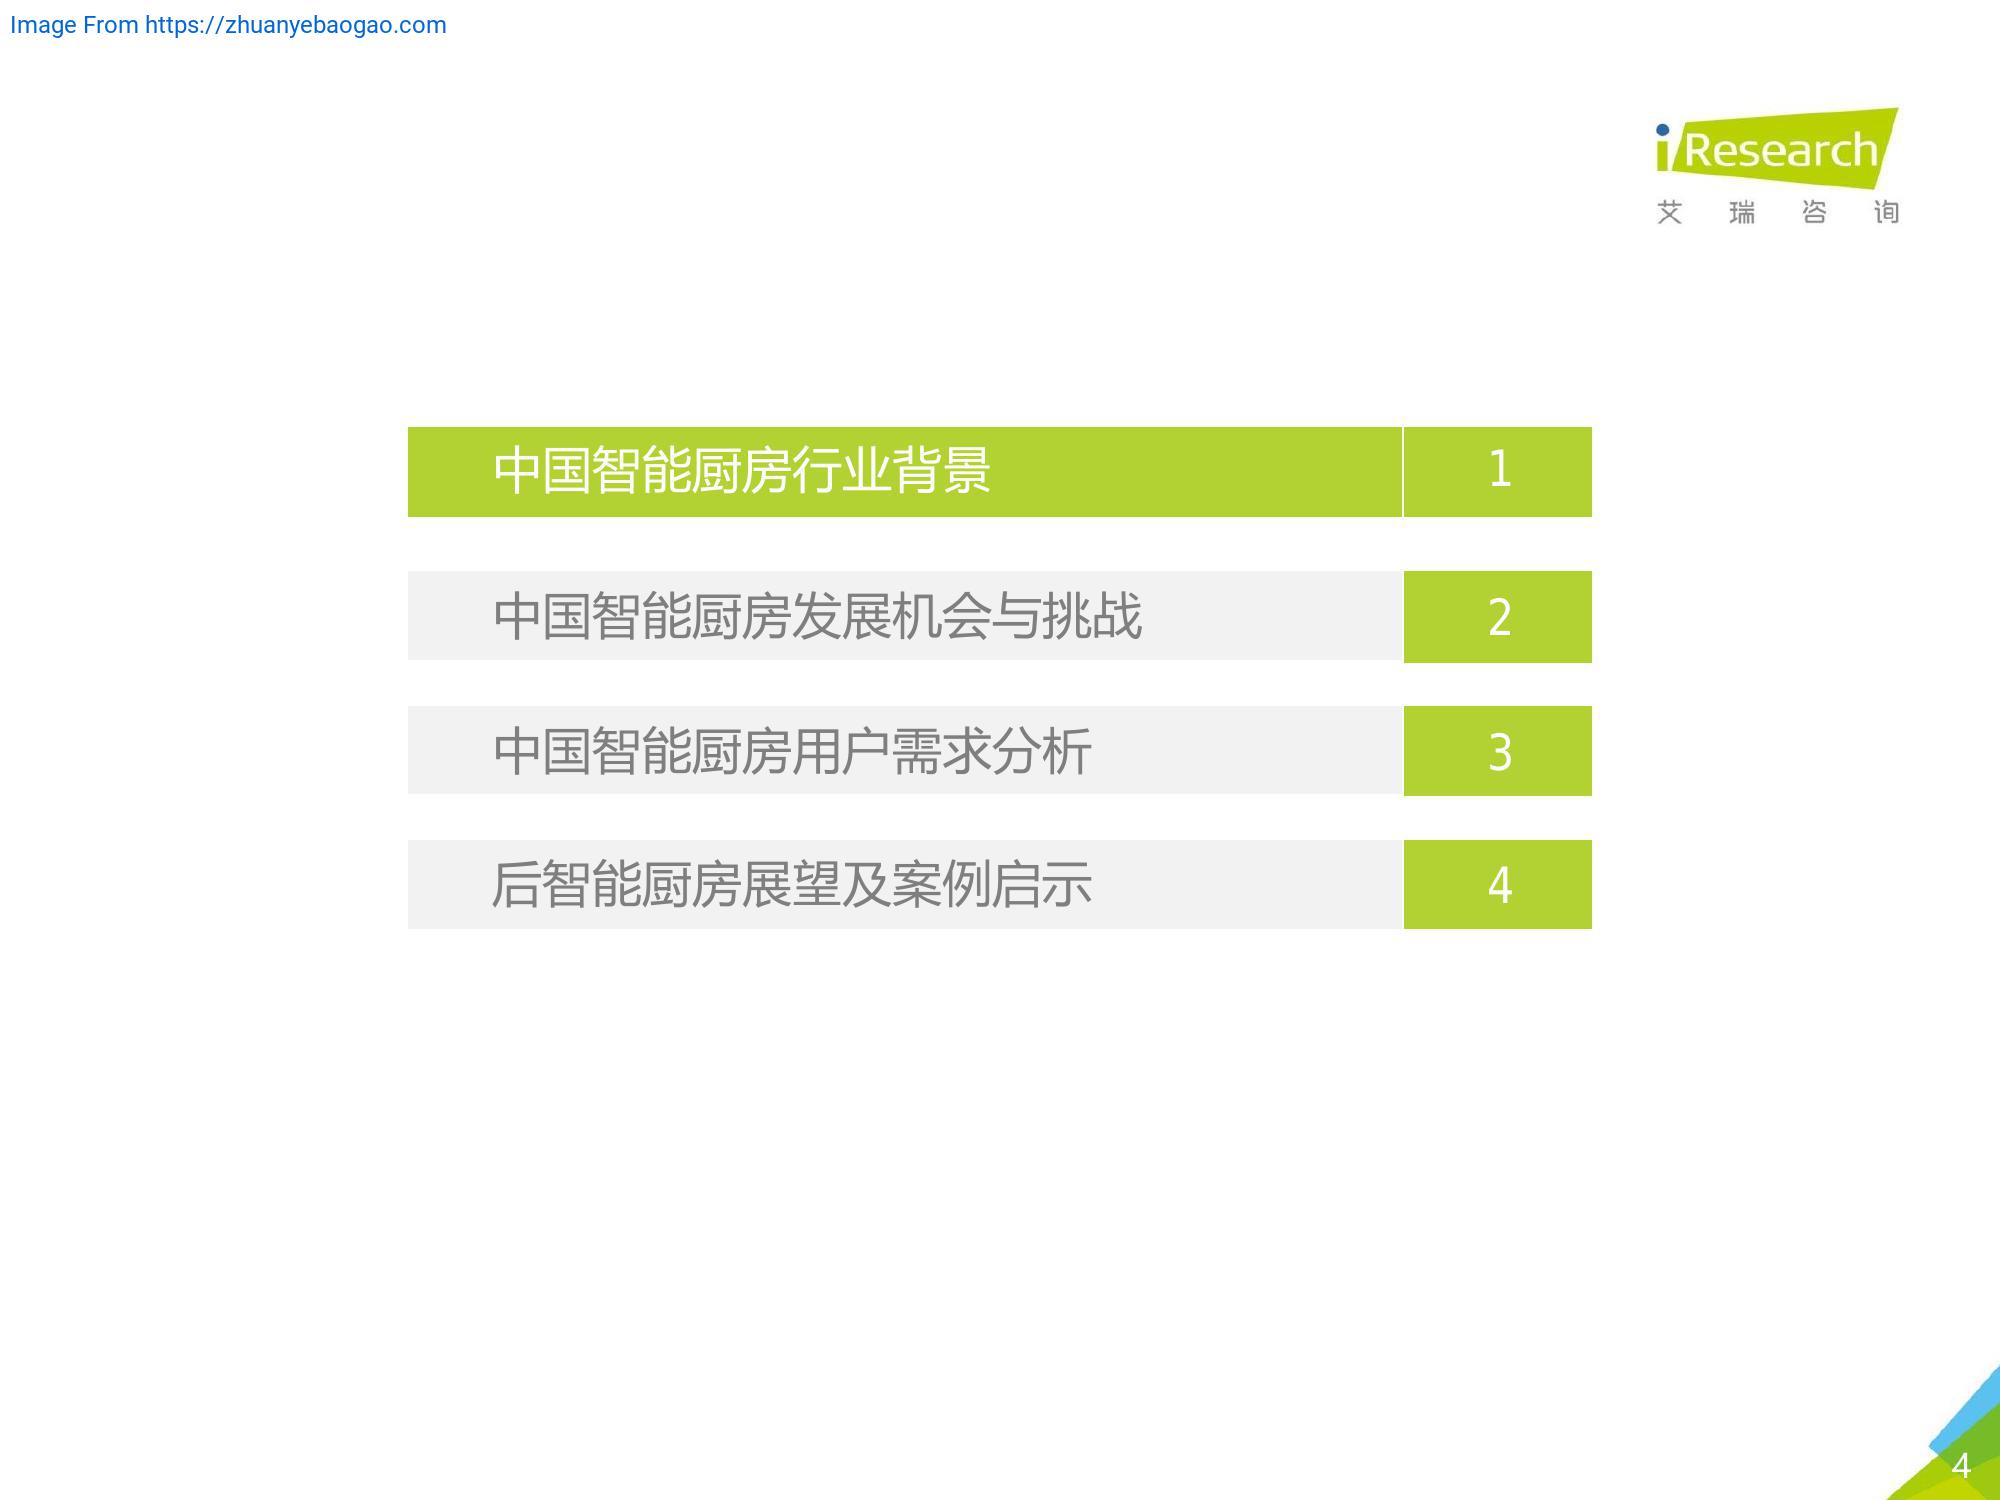 Image From https://zhuanyebaogao.com
iResearch
艾瑞咨询
中国智能厨房行业背景 1
中国智能厨房发展机会与挑战 2
中国智能厨房用户需求分析 3
后智能厨房展望及案例启示 4
4